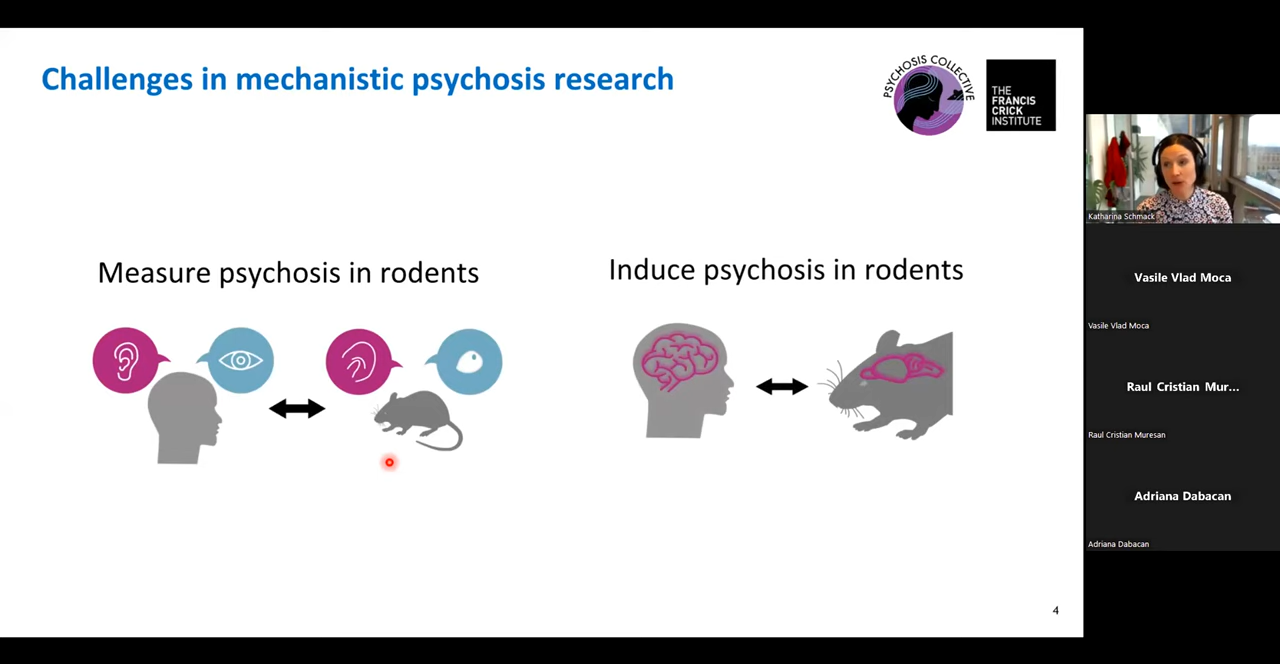 Challenges in mechanistic psychosis research
PSYCHOSIS COLLECTIVE
THE
FRANCIS
CRICK
INSTITUTE
Measure psychosis in rodents
Induce psychosis in rodents
4
Katharina Schmack
Vasile Vlad Moca
Vasile Vlad Moca
Raul Cristian Mur...
Raul Cristian Muresan
Adriana Dabacan
Adriana Dabacan